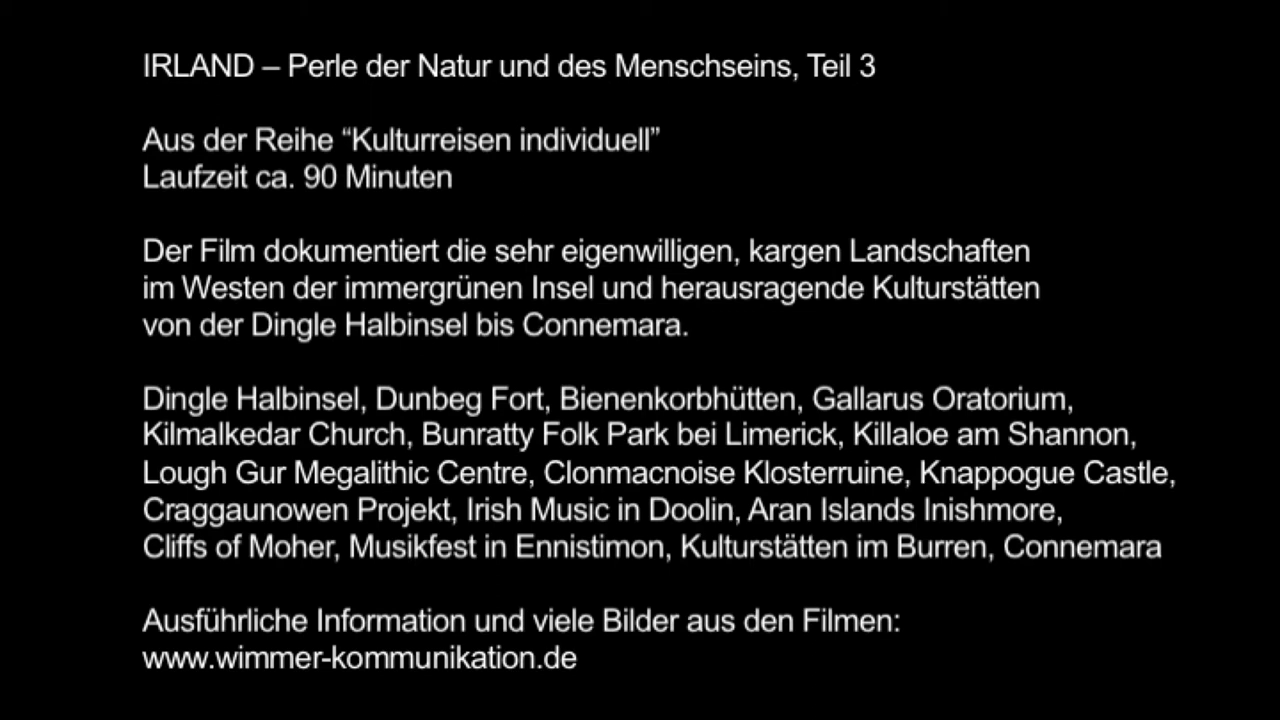 IRLAND – Perle der Natur und des Menschseins, Teil 3
Aus der Reihe “Kulturreisen individuell”
Laufzeit ca. 90 Minuten
Der Film dokumentiert die sehr eigenwilligen, kargen Landschaften
im Westen der immergrünen Insel und herausragende Kulturstätten
von der Dingle Halbinsel bis Connemara.
Dingle Halbinsel, Dunbeg Fort, Bienenkorbhütten, Gallarus Oratorium,
Kilmalkedar Church, Bunratty Folk Park bei Limerick, Killaloe am Shannon,
Lough Gur Megalithic Centre, Clonmacnoise Klosterruine, Knappogue Castle,
Craggaunowen Projekt, Irish Music in Doolin, Aran Islands Inishmore,
Cliffs of Moher, Musikfest in Ennistimon, Kulturstätten im Burren, Connemara
Ausführliche Information und viele Bilder aus den Filmen:
www.wimmer-kommunikation.de